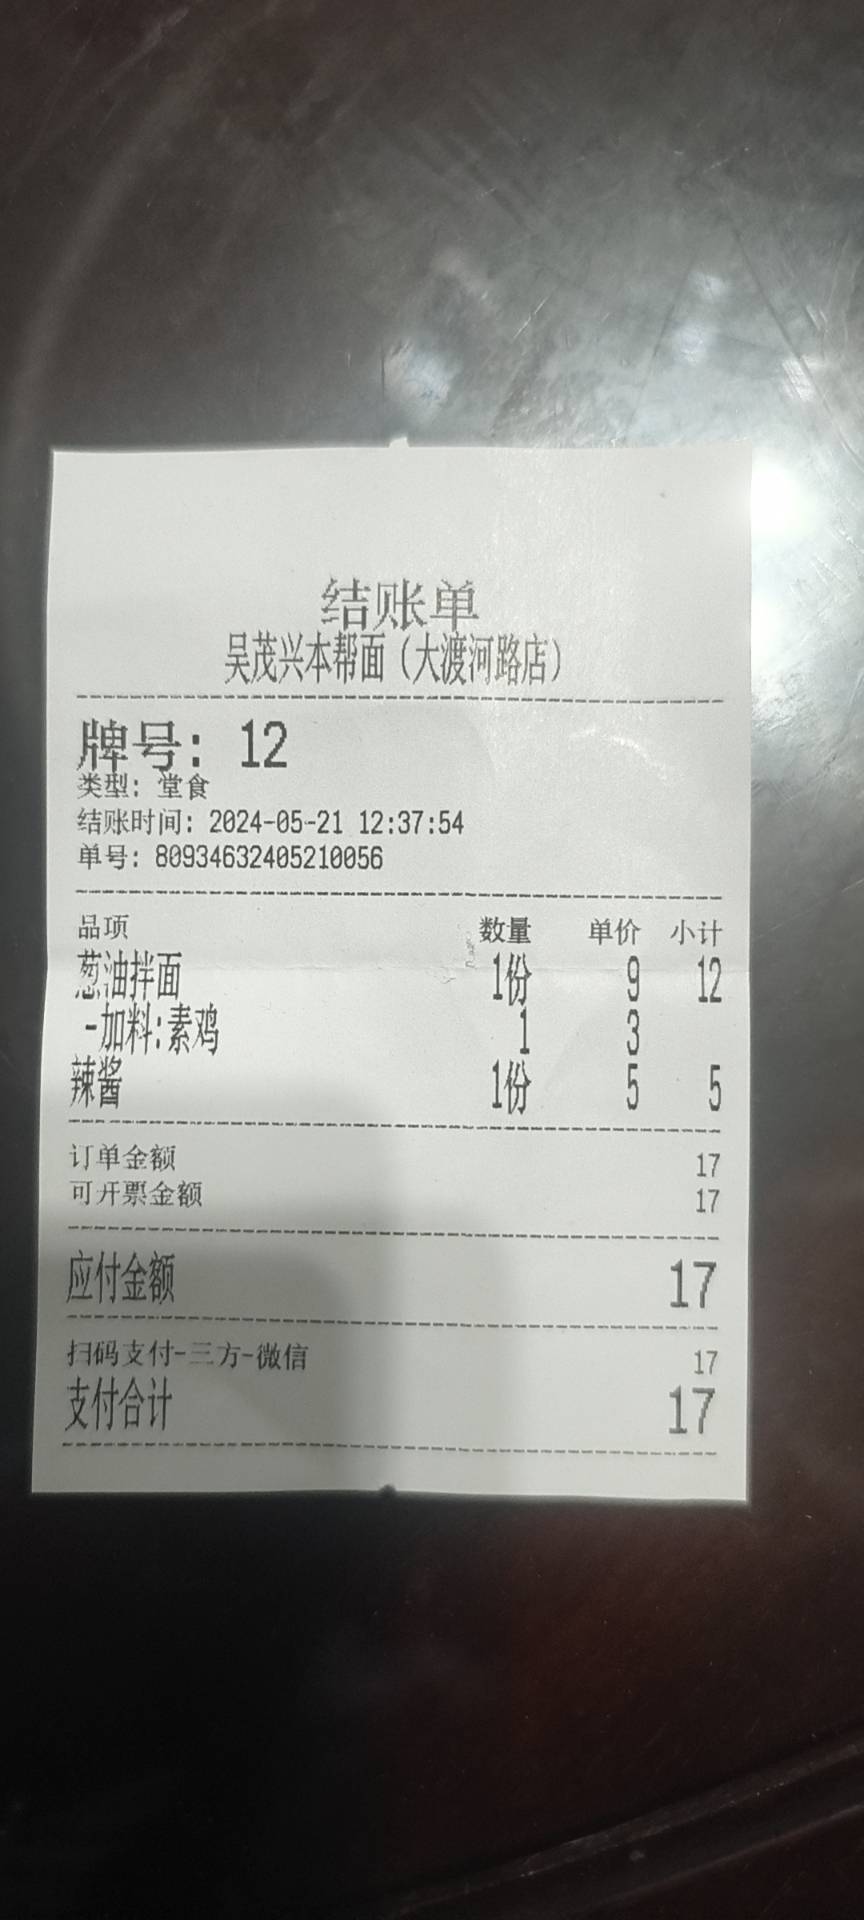 结账单
吴茂兴本帮面（大渡河路店）
牌号: 12
类型: 堂食
结账时间: 2024-05-21 12:37:54
单号: 80934632405210056
品项 数量 单价 小计
葱油拌面 1份 9 12
-加料:素鸡 1 3
辣酱 1份 5 5
订单金额 17
可开票金额 17
应付金额 17
扫码支付-三方-微信 17
支付合计 17